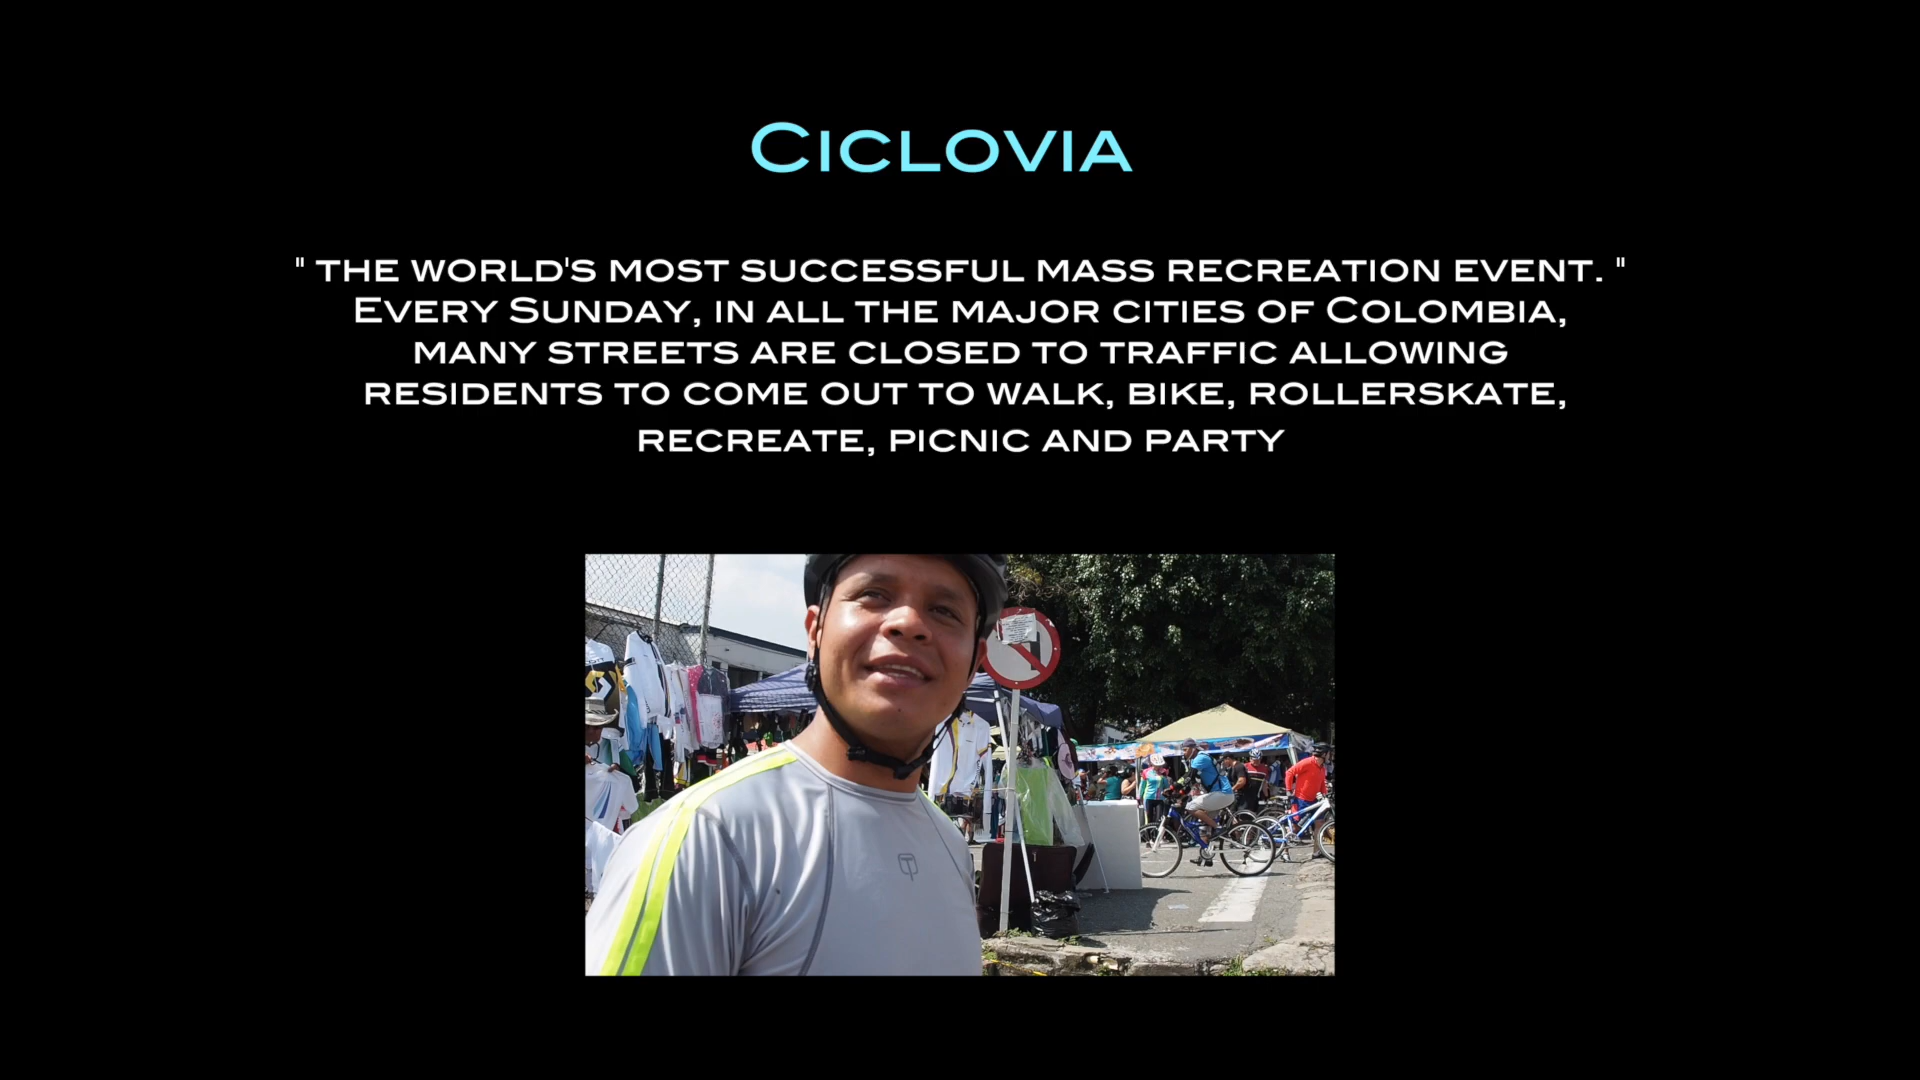 Ciclovia
" the world's most successful mass recreation event. "
Every Sunday, in all the major cities of Colombia,
many streets are closed to traffic allowing
residents to come out to walk, bike, rollerskate,
recreate, picnic and party